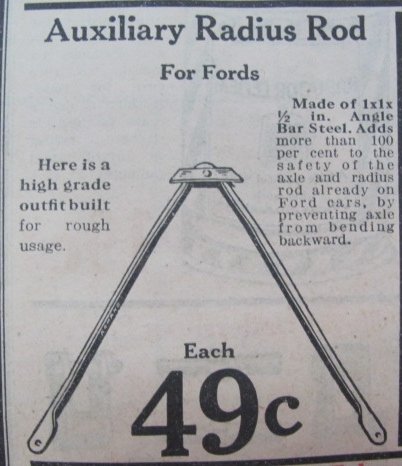 Auxiliary Radius Rod
For Fords
Here is a
high grade
outfit built
for rough
usage.
Made of 1x1x
½ in. Angle
Bar Steel. Adds
more than 100
per cent to the
safety of the
axle and radius
rod already on
Ford cars, by
preventing axle
from bending
backward.
Each
49c